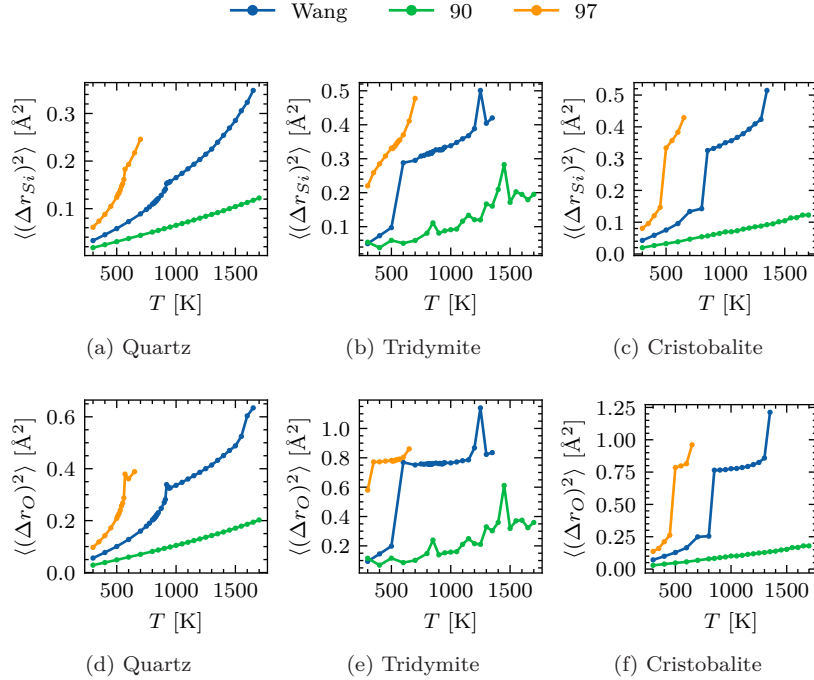 Wang 90 97
⟨(Δr_Si)²⟩ [Å²]
0.3
0.2
0.1
500 1000 1500
T [K]
(a) Quartz
⟨(Δr_Si)²⟩ [Å²]
0.5
0.4
0.3
0.2
0.1
500 1000 1500
T [K]
(b) Tridymite
⟨(Δr_Si)²⟩ [Å²]
0.5
0.4
0.3
0.2
0.1
0.0
500 1000 1500
T [K]
(c) Cristobalite
⟨(Δr_O)²⟩ [Å²]
0.6
0.4
0.2
0.0
500 1000 1500
T [K]
(d) Quartz
⟨(Δr_O)²⟩ [Å²]
1.0
0.8
0.6
0.4
0.2
500 1000 1500
T [K]
(e) Tridymite
⟨(Δr_O)²⟩ [Å²]
1.25
1.00
0.75
0.50
0.25
0.00
500 1000 1500
T [K]
(f) Cristobalite